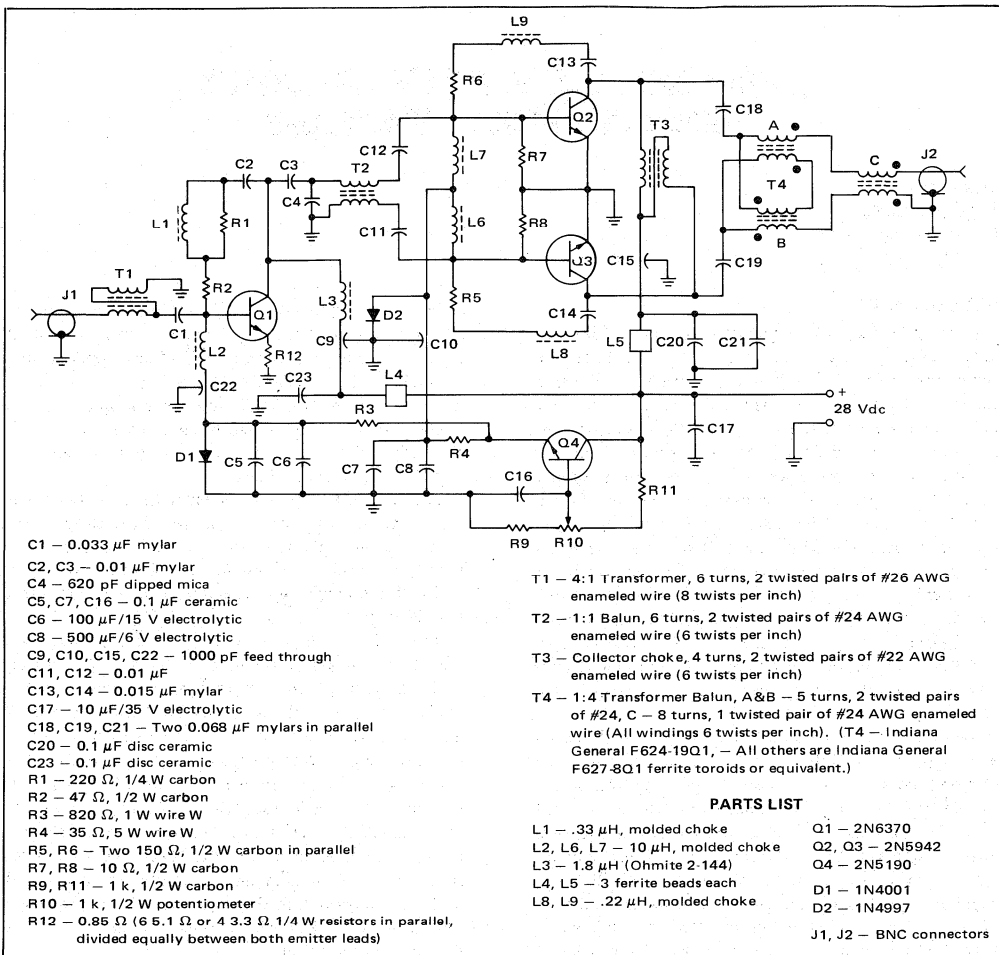 L9
C13
R6
Q2
C18
A
T3
C12
L7
R7
C
J2
C2
C3
T2
C4
T4
L1
R1
C11
L6
R8
B
Q3
C15
C19
T1
R2
L3
R5
D2
C14
J1
C1
Q1
C9
C10
L8
L5
C20
C21
L2
R12
C22
C23
L4
+
28 Vdc
R3
C17
D1
C5
C6
C7
C8
R4
Q4
C16
R11
R9
R10
C1 – 0.033 µF mylar
C2, C3 – 0.01 µF mylar
C4 – 620 pF dipped mica
C5, C7, C16 – 0.1 µF ceramic
C6 – 100 µF/15 V electrolytic
C8 – 500 µF/6 V electrolytic
C9, C10, C15, C22 – 1000 pF feed through
C11, C12 – 0.01 µF
C13, C14 – 0.015 µF mylar
C17 – 10 µF/35 V electrolytic
C18, C19, C21 – Two 0.068 µF mylars in parallel
C20 – 0.1 µF disc ceramic
C23 – 0.1 µF disc ceramic
R1 – 220 Ω, 1/4 W carbon
R2 – 47 Ω, 1/2 W carbon
R3 – 820 Ω, 1 W wire W
R4 – 35 Ω, 5 W wire W
R5, R6 – Two 150 Ω, 1/2 W carbon in parallel
R7, R8 – 10 Ω, 1/2 W carbon
R9, R11 – 1 k, 1/2 W carbon
R10 – 1 k, 1/2 W potentiometer
R12 – 0.85 Ω (6 5.1 Ω or 4 3.3 Ω 1/4 W resistors in parallel,
divided equally between both emitter leads)
T1 – 4:1 Transformer, 6 turns, 2 twisted pairs of #26 AWG
enameled wire (8 twists per inch)
T2 – 1:1 Balun, 6 turns, 2 twisted pairs of #24 AWG
enameled wire (6 twists per inch)
T3 – Collector choke, 4 turns, 2 twisted pairs of #22 AWG
enameled wire (6 twists per inch)
T4 – 1:4 Transformer Balun, A&B – 5 turns, 2 twisted pairs
of #24, C – 8 turns, 1 twisted pair of #24 AWG enameled
wire (All windings 6 twists per inch). (T4 – Indiana
General F624-19Q1, – All others are Indiana General
F627-8Q1 ferrite toroids or equivalent.)
PARTS LIST
L1 – .33 µH, molded choke
L2, L6, L7 – 10 µH, molded choke
L3 – 1.8 µH (Ohmite 2-144)
L4, L5 – 3 ferrite beads each
L8, L9 – .22 µH, molded choke
Q1 – 2N6370
Q2, Q3 – 2N5942
Q4 – 2N5190
D1 – 1N4001
D2 – 1N4997
J1, J2 – BNC connectors